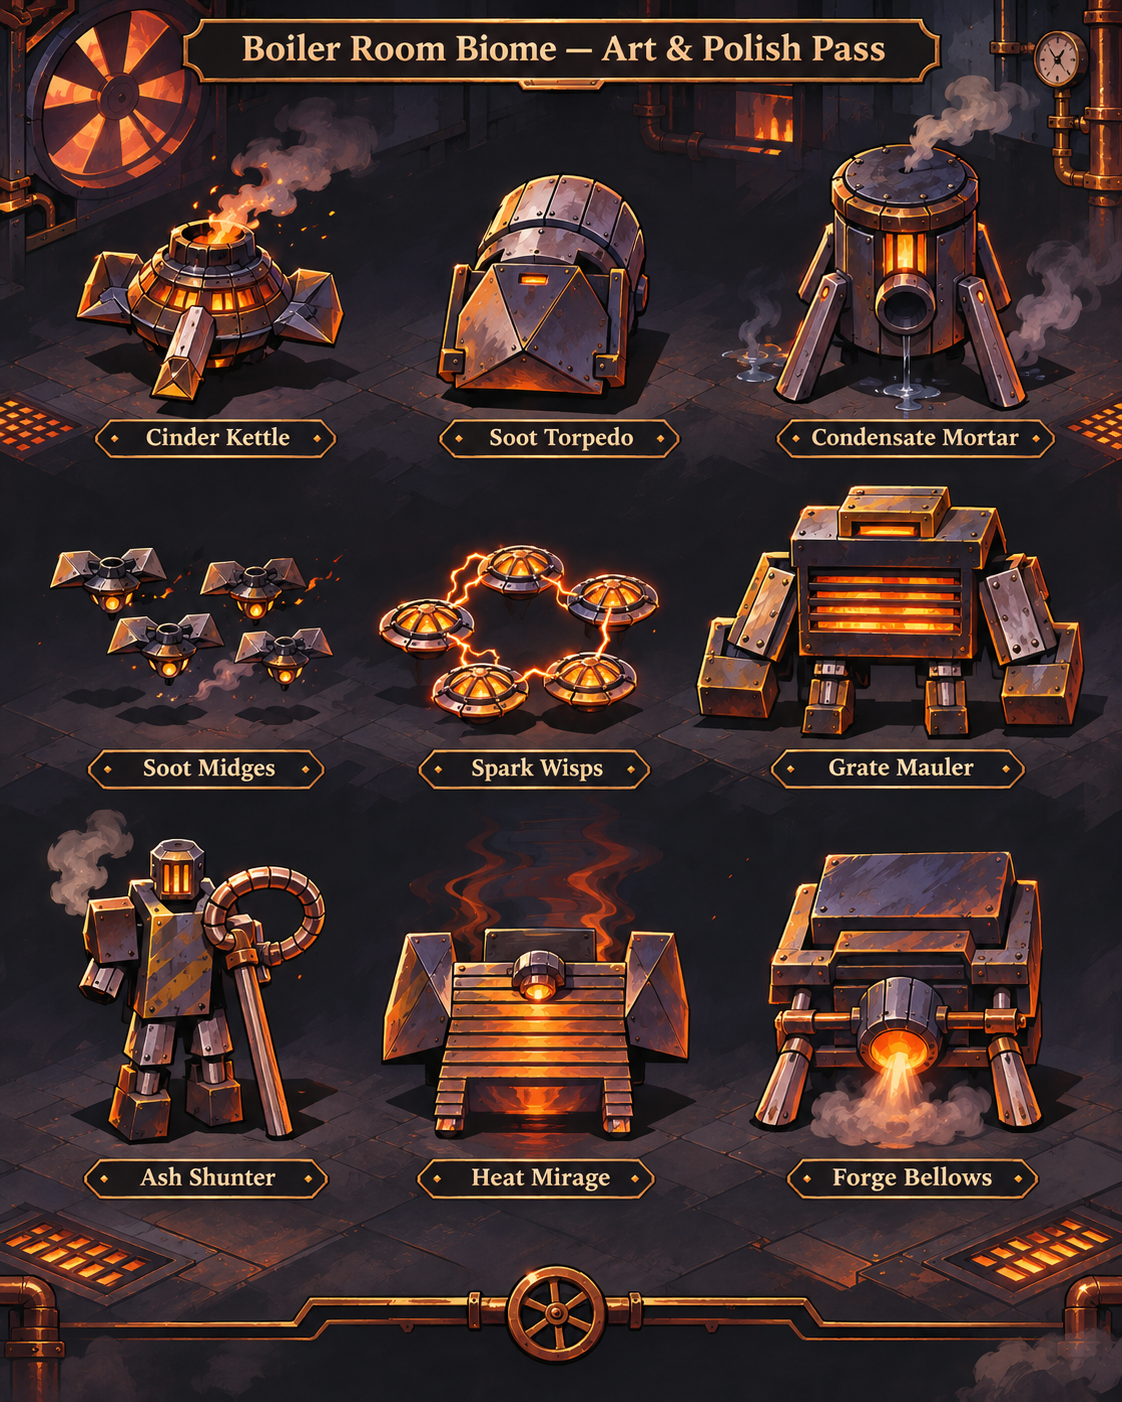 Boiler Room Biome — Art & Polish Pass
Cinder Kettle
Soot Torpedo
Condensate Mortar
Soot Midges
Spark Wisps
Grate Mauler
Ash Shunter
Heat Mirage
Forge Bellows